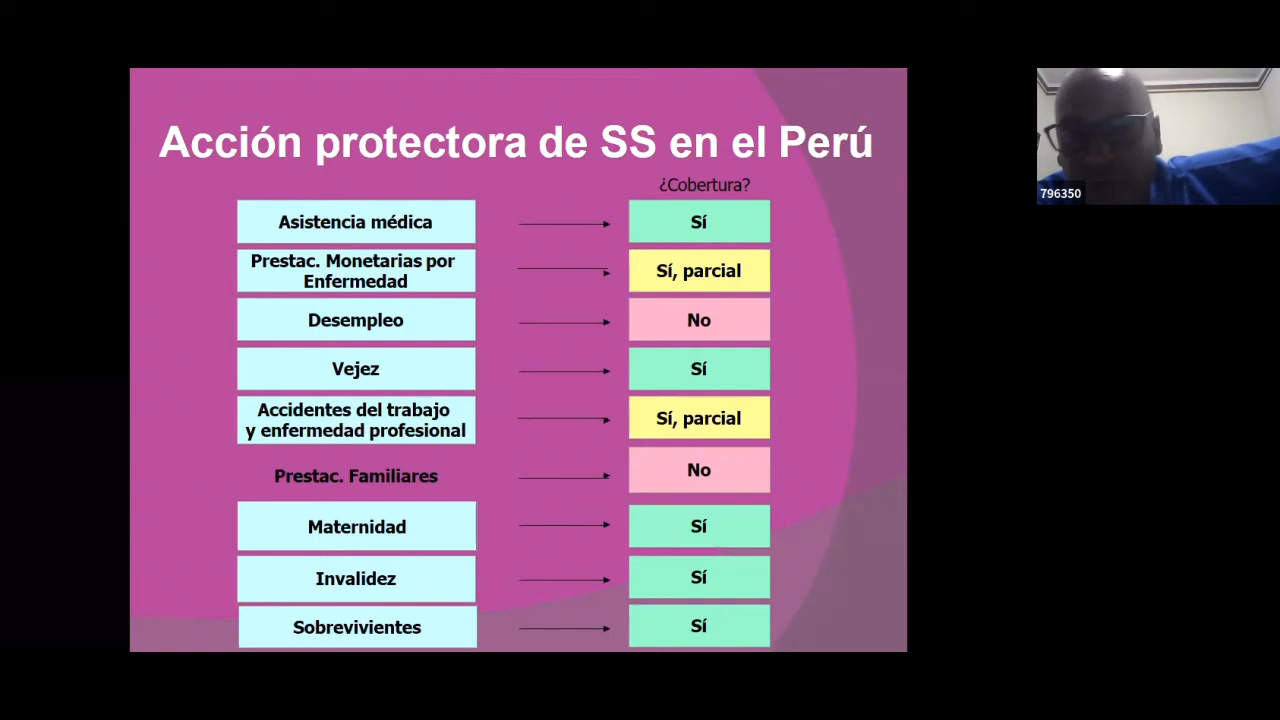 Acción protectora de SS en el Perú
¿Cobertura?
Asistencia médica
Sí
Prestac. Monetarias por
Enfermedad
Sí, parcial
Desempleo
No
Vejez
Sí
Accidentes del trabajo
y enfermedad profesional
Sí, parcial
Prestac. Familiares
No
Maternidad
Sí
Invalidez
Sí
Sobrevivientes
Sí
796350